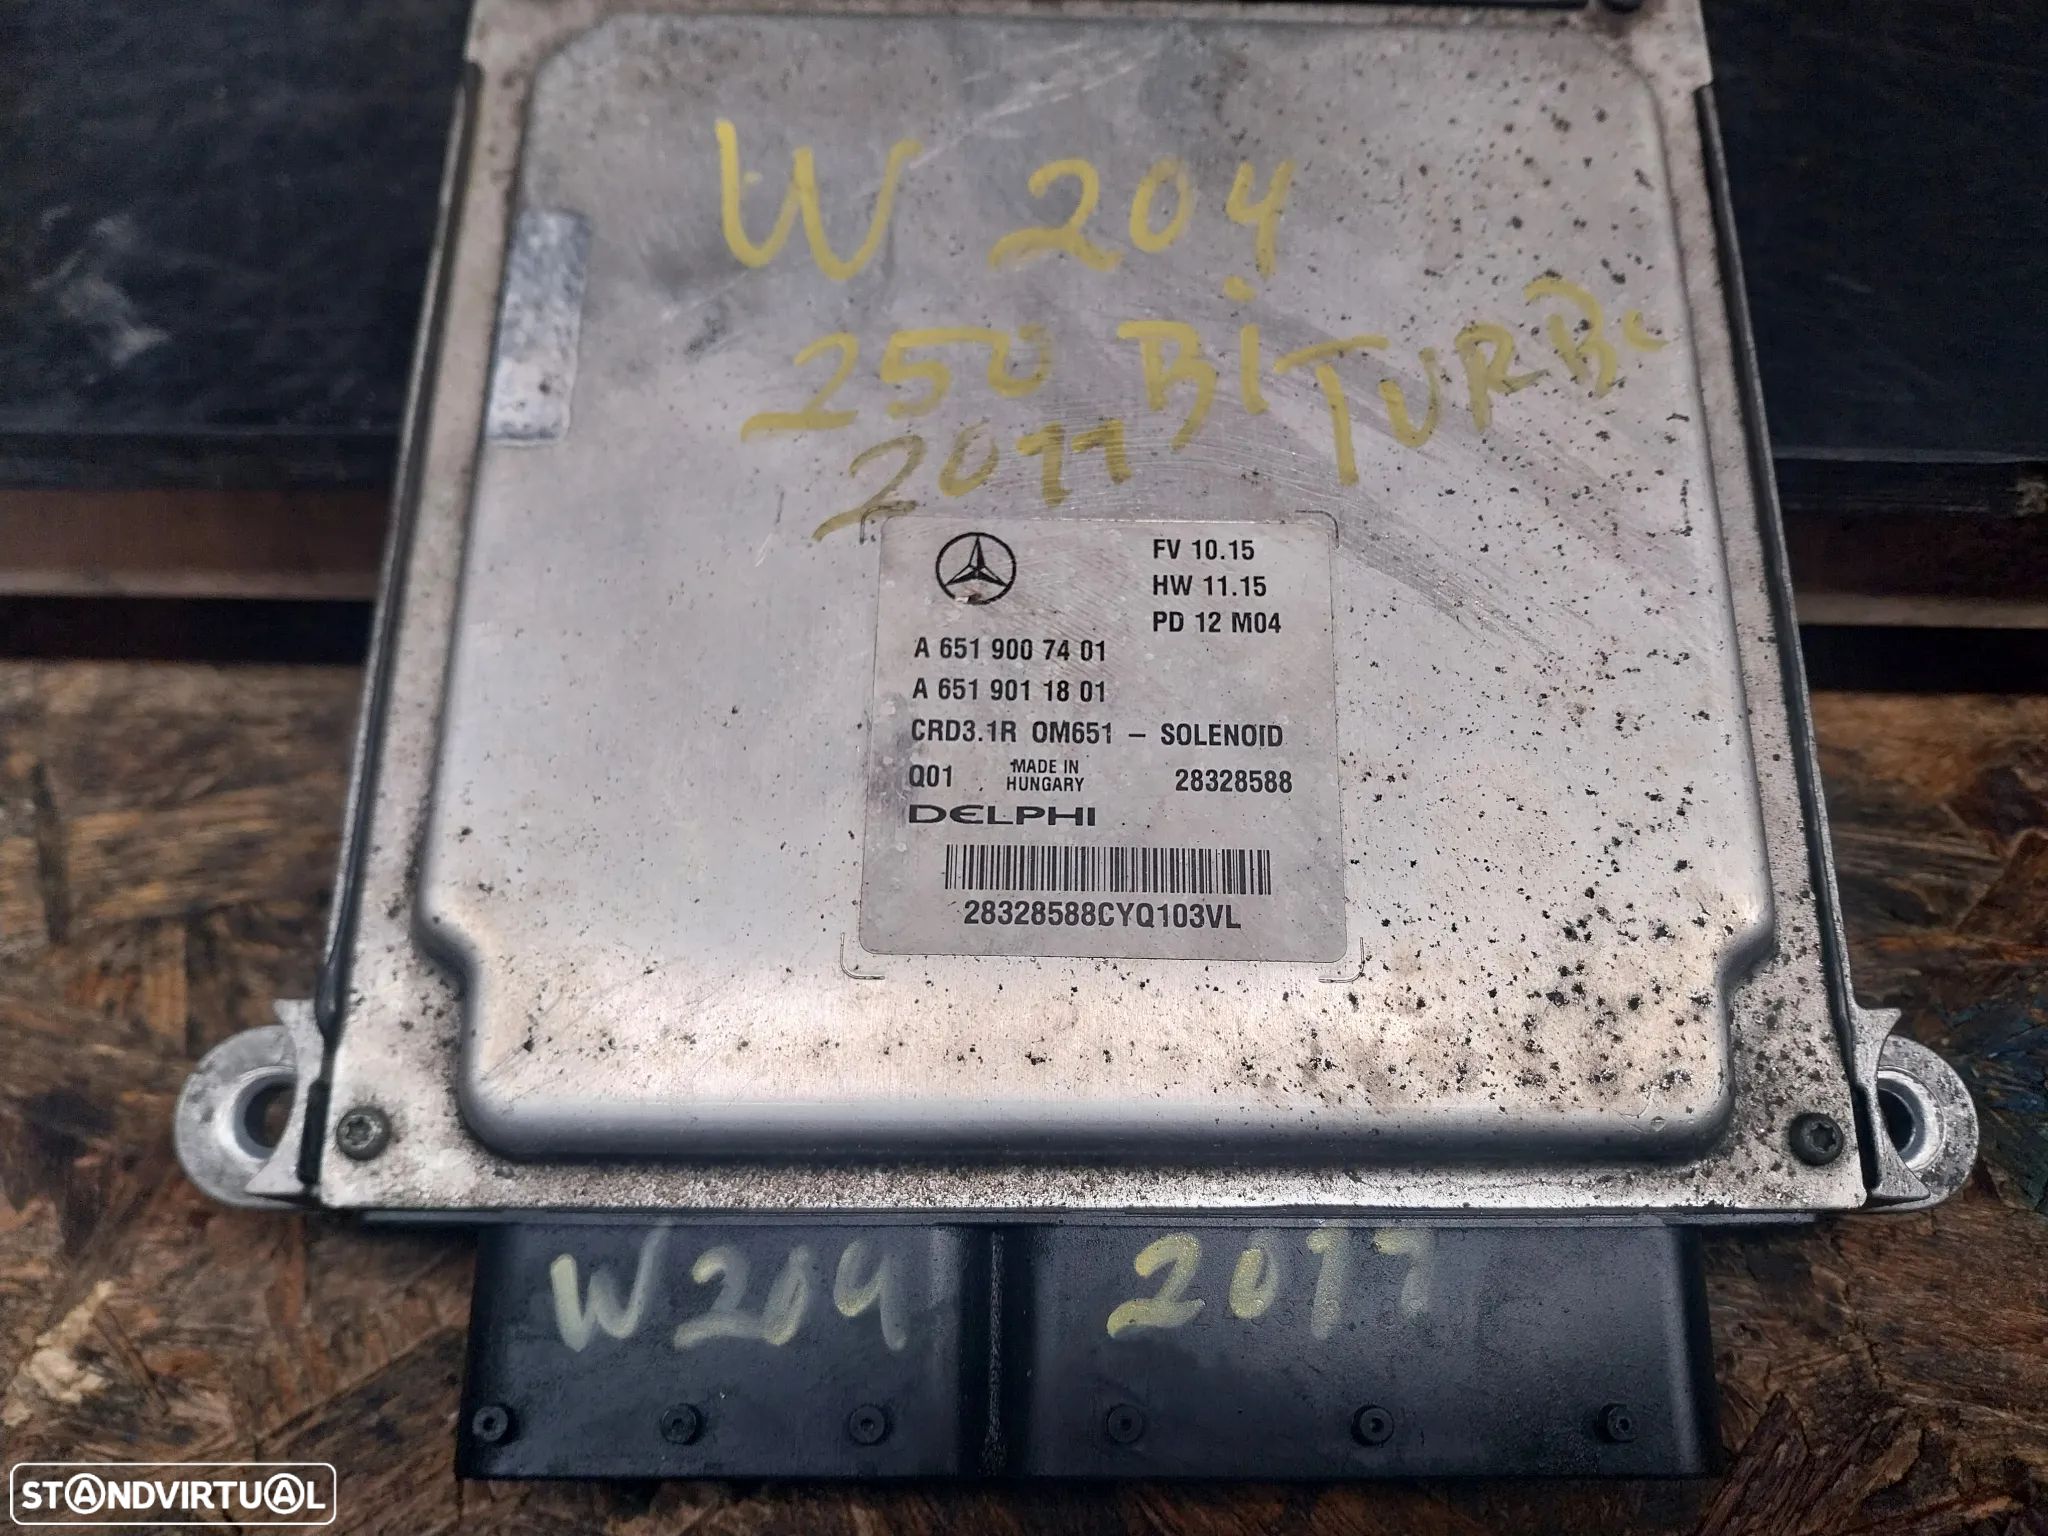 W 204
250 BiTURBO
2011
FV 10.15
HW 11.15
PD 12 M04
A 651 900 74 01
A 651 901 18 01
CRD3.1R OM651 – SOLENOID
Q01 MADE IN HUNGARY 28328588
DELPHI
28328588CYQ103VL
W204 2011
STANDVIRTUAL